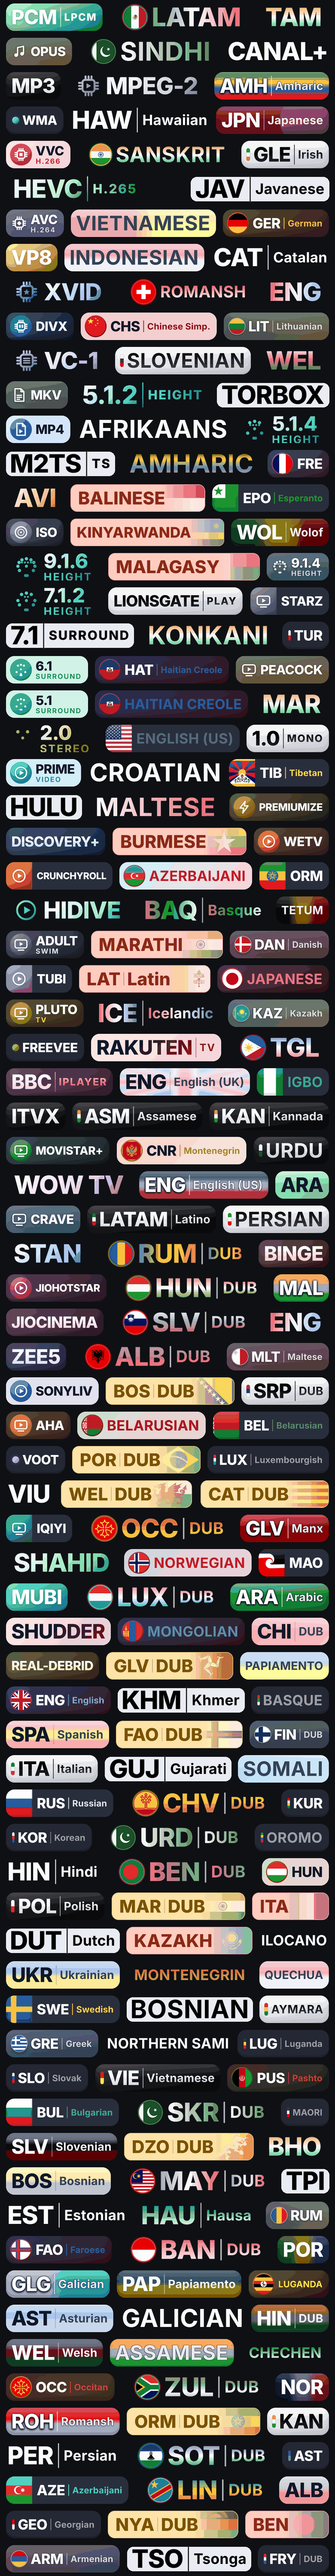 PCM LPCM LATAM TAM
OPUS SINDHI CANAL+
MP3 MPEG-2 AMH Amharic
WMA HAW Hawaiian JPN Japanese
VVC H.266 SANSKRIT GLE Irish
HEVC H.265 JAV Javanese
AVC H.264 VIETNAMESE GER German
VP8 INDONESIAN CAT Catalan
XVID ROMANSH ENG
DIVX CHS Chinese Simp. LIT Lithuanian
VC-1 SLOVENIAN WEL
MKV 5.1.2 HEIGHT TORBOX
MP4 AFRIKAANS 5.1.4 HEIGHT
M2TS TS AMHARIC FRE
AVI BALINESE EPO Esperanto
ISO KINYARWANDA WOL Wolof
9.1.6 HEIGHT MALAGASY 9.1.4 HEIGHT
7.1.2 HEIGHT LIONSGATE PLAY STARZ
7.1 SURROUND KONKANI TUR
6.1 SURROUND HAT Haitian Creole PEACOCK
5.1 SURROUND HAITIAN CREOLE MAR
2.0 STEREO ENGLISH (US) 1.0 MONO
PRIME VIDEO CROATIAN TIB Tibetan
HULU MALTESE PREMIUMIZE
DISCOVERY+ BURMESE WETV
CRUNCHYROLL AZERBAIJANI ORM
HIDIVE BAQ Basque TETUM
ADULT SWIM MARATHI DAN Danish
TUBI LAT Latin JAPANESE
PLUTO TV ICE Icelandic KAZ Kazakh
FREEVEE RAKUTEN TV TGL
BBC IPLAYER ENG English (UK) IGBO
ITVX ASM Assamese KAN Kannada
MOVISTAR+ CNR Montenegrin URDU
WOW TV ENG English (US) ARA
CRAVE LATAM Latino PERSIAN
STAN RUM DUB BINGE
JIOHOTSTAR HUN DUB MAL
JIOCINEMA SLV DUB ENG
ZEE5 ALB DUB MLT Maltese
SONYLIV BOS DUB SRP DUB
AHA BELARUSIAN BEL Belarusian
VOOT POR DUB LUX Luxembourgish
VIU WEL DUB CAT DUB
IQIYI OCC DUB GLV Manx
SHAHID NORWEGIAN MAO
MUBI LUX DUB ARA Arabic
SHUDDER MONGOLIAN CHI DUB
REAL-DEBRID GLV DUB PAPIAMENTO
ENG English KHM Khmer BASQUE
SPA Spanish FAO DUB FIN DUB
ITA Italian GUJ Gujarati SOMALI
RUS Russian CHV DUB KUR
KOR Korean URD DUB OROMO
HIN Hindi BEN DUB HUN
POL Polish MAR DUB ITA
DUT Dutch KAZAKH ILOCANO
UKR Ukrainian MONTENEGRIN QUECHUA
SWE Swedish BOSNIAN AYMARA
GRE Greek NORTHERN SAMI LUG Luganda
SLO Slovak VIE Vietnamese PUS Pashto
BUL Bulgarian SKR DUB MAORI
SLV Slovenian DZO DUB BHO
BOS Bosnian MAY DUB TPI
EST Estonian HAU Hausa RUM
FAO Faroese BAN DUB POR
GLG Galician PAP Papiamento LUGANDA
AST Asturian GALICIAN HIN DUB
WEL Welsh ASSAMESE CHECHEN
OCC Occitan ZUL DUB NOR
ROH Romansh ORM DUB KAN
PER Persian SOT DUB AST
AZE Azerbaijani LIN DUB ALB
GEO Georgian NYA DUB BEN
ARM Armenian TSO Tsonga FRY DUB